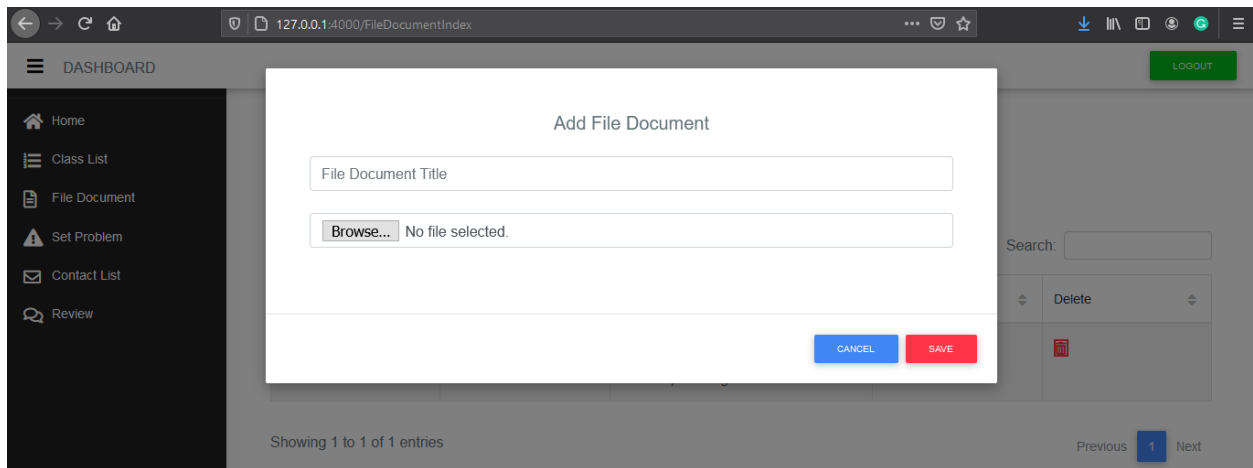 127.0.0.1:4000/FileDocumentIndex
DASHBOARD
LOGOUT
Home
Class List
File Document
Set Problem
Contact List
Review
Add File Document
File Document Title
Browse... No file selected.
CANCEL
SAVE
Search:
Delete
Showing 1 to 1 of 1 entries
Previous 1 Next